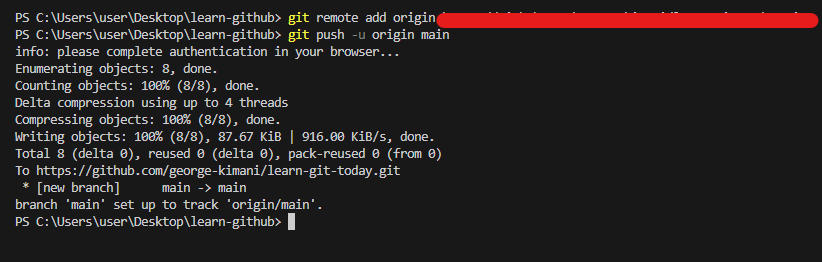 PS C:\Users\user\Desktop\learn-github> git remote add origin
PS C:\Users\user\Desktop\learn-github> git push -u origin main
info: please complete authentication in your browser...
Enumerating objects: 8, done.
Counting objects: 100% (8/8), done.
Delta compression using up to 4 threads
Compressing objects: 100% (8/8), done.
Writing objects: 100% (8/8), 87.67 KiB | 916.00 KiB/s, done.
Total 8 (delta 0), reused 0 (delta 0), pack-reused 0 (from 0)
To https://github.com/george-kimani/learn-git-today.git
 * [new branch]      main -> main
branch 'main' set up to track 'origin/main'.
PS C:\Users\user\Desktop\learn-github>